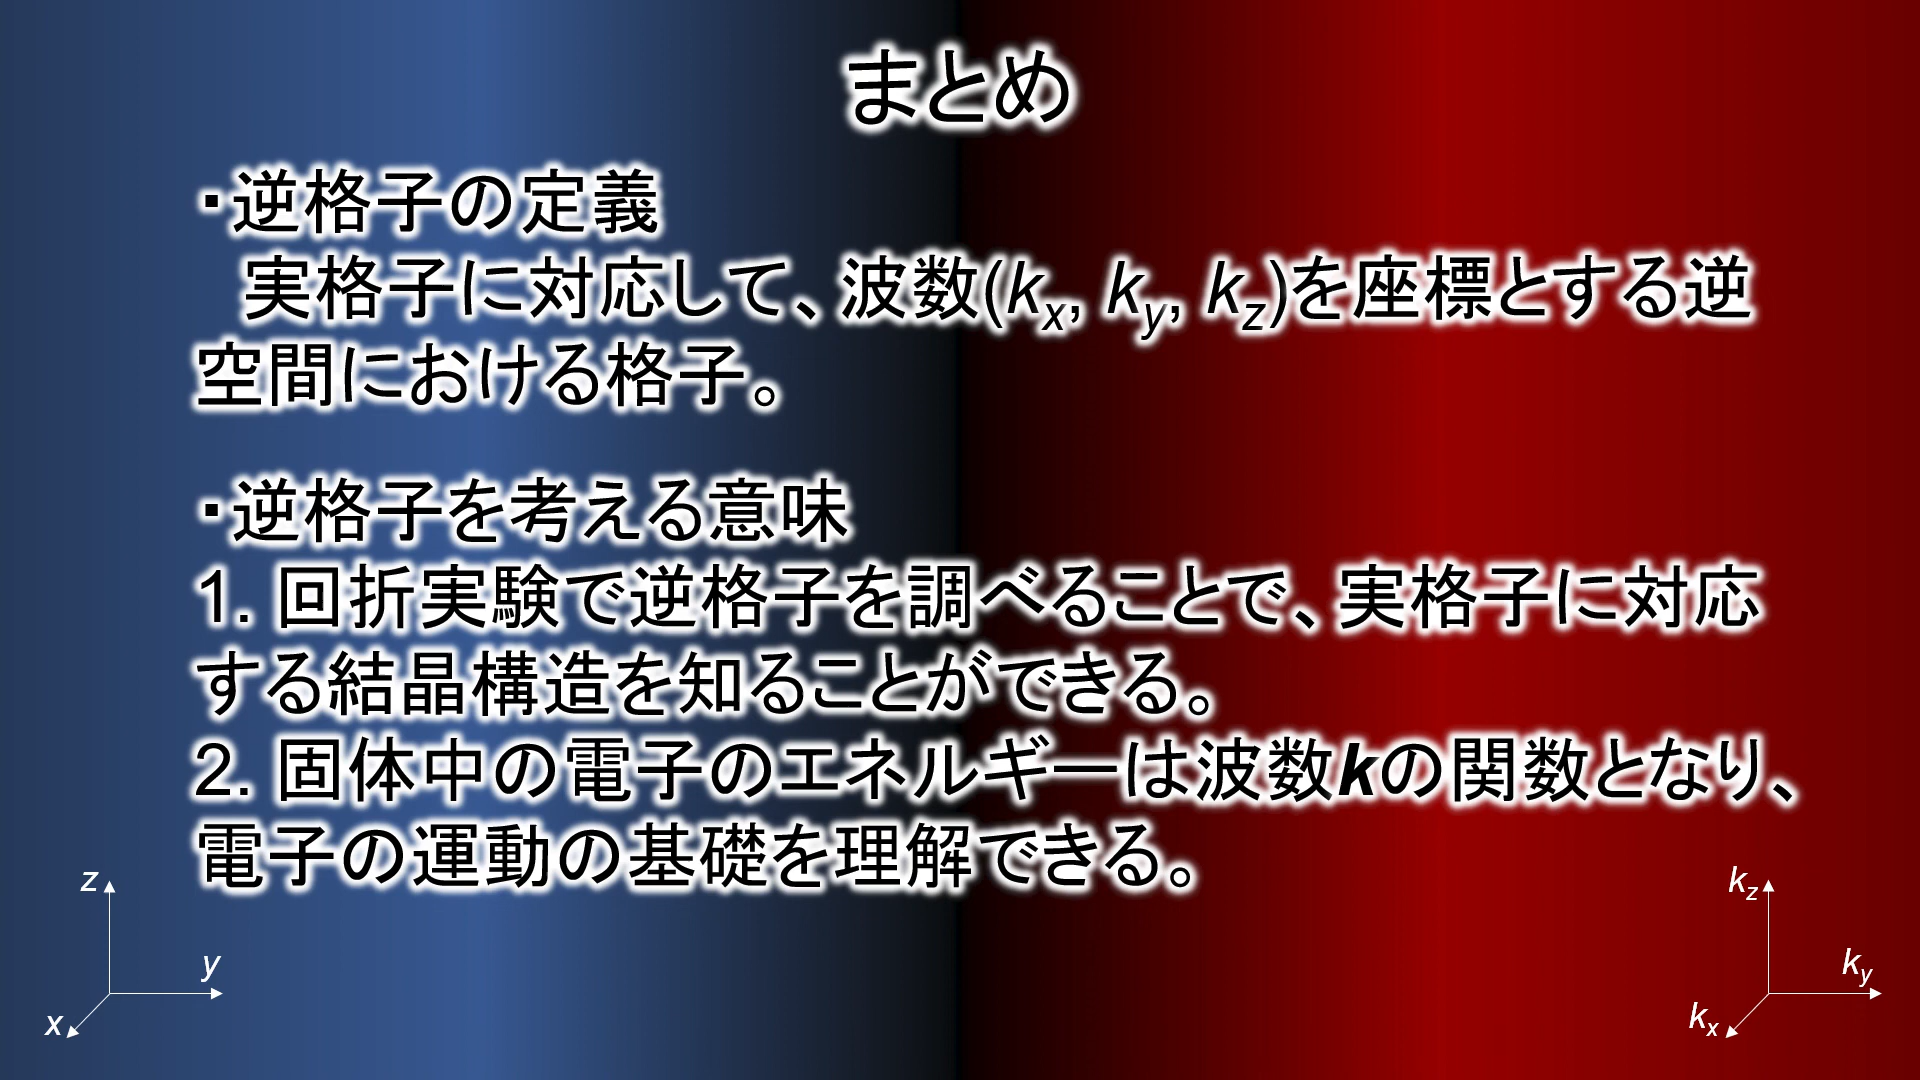 まとめ
・逆格子の定義
実格子に対応して、波数(kx, ky, kz)を座標とする逆
空間における格子。
・逆格子を考える意味
1. 回折実験で逆格子を調べることで、実格子に対応
する結晶構造を知ることができる。
2. 固体中の電子のエネルギーは波数kの関数となり、
電子の運動の基礎を理解できる。
z
y
x
kz
ky
kx